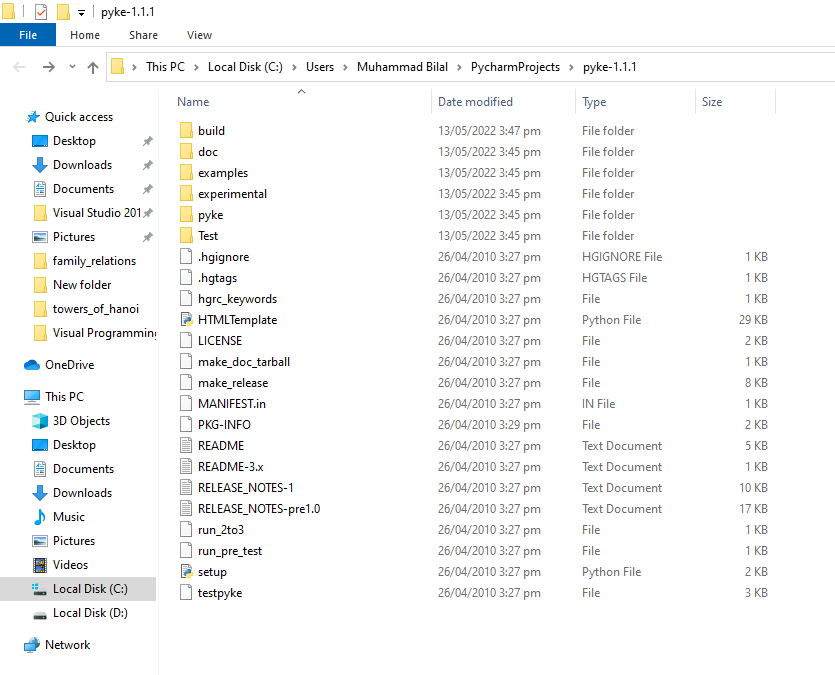 pyke-1.1.1
File Home Share View
This PC Local Disk (C:) Users Muhammad Bilal PycharmProjects pyke-1.1.1
Quick access
Desktop
Downloads
Documents
Visual Studio 201
Pictures
family_relations
New folder
towers_of_hanoi
Visual Programming
OneDrive
This PC
3D Objects
Desktop
Documents
Downloads
Music
Pictures
Videos
Local Disk (C:)
Local Disk (D:)
Network
Name Date modified Type Size
build 13/05/2022 3:47 pm File folder
doc 13/05/2022 3:45 pm File folder
examples 13/05/2022 3:45 pm File folder
experimental 13/05/2022 3:45 pm File folder
pyke 13/05/2022 3:45 pm File folder
Test 13/05/2022 3:45 pm File folder
.hgignore 26/04/2010 3:27 pm HGIGNORE File 1 KB
.hgtags 26/04/2010 3:27 pm HGTAGS File 1 KB
hgrc_keywords 26/04/2010 3:27 pm File 1 KB
HTMLTemplate 26/04/2010 3:27 pm Python File 29 KB
LICENSE 26/04/2010 3:27 pm File 2 KB
make_doc_tarball 26/04/2010 3:27 pm File 1 KB
make_release 26/04/2010 3:27 pm File 8 KB
MANIFEST.in 26/04/2010 3:27 pm IN File 1 KB
PKG-INFO 26/04/2010 3:29 pm File 2 KB
README 26/04/2010 3:27 pm Text Document 5 KB
README-3.x 26/04/2010 3:27 pm Text Document 1 KB
RELEASE_NOTES-1 26/04/2010 3:27 pm Text Document 10 KB
RELEASE_NOTES-pre1.0 26/04/2010 3:27 pm Text Document 17 KB
run_2to3 26/04/2010 3:27 pm File 1 KB
run_pre_test 26/04/2010 3:27 pm File 1 KB
setup 26/04/2010 3:27 pm Python File 2 KB
testpyke 26/04/2010 3:27 pm File 3 KB